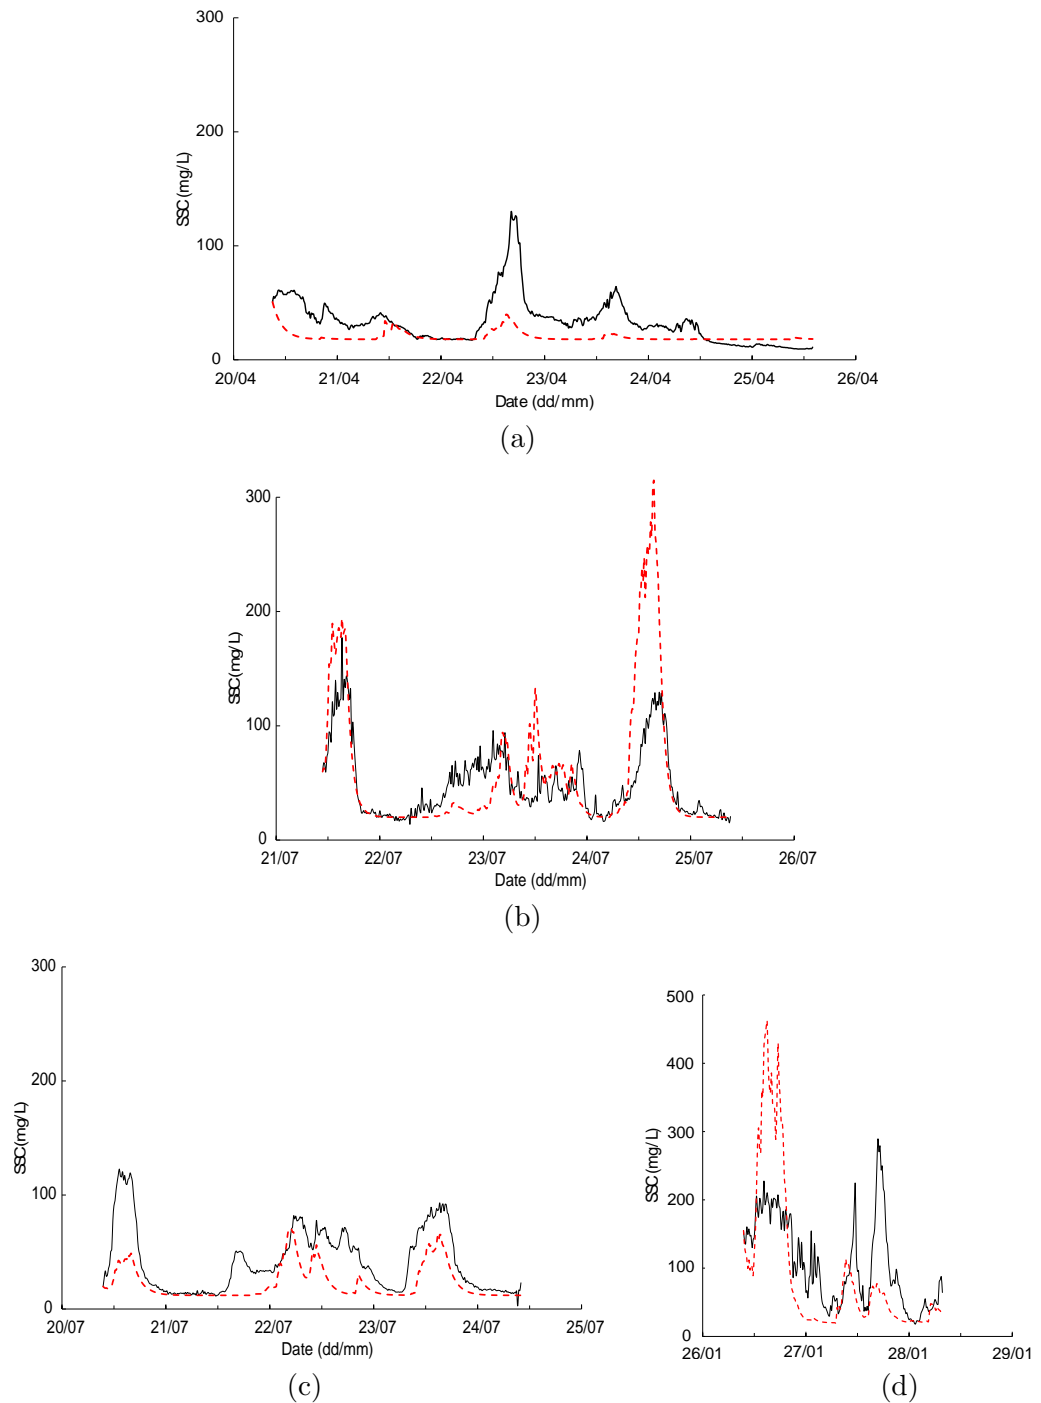 300
200
100
0
SSC (mg/L)
20/04 21/04 22/04 23/04 24/04 25/04 26/04
Date (dd/mm)
(a)
300
200
100
0
SSC (mg/L)
21/07 22/07 23/07 24/07 25/07 26/07
Date (dd/mm)
(b)
300
200
100
0
SSC (mg/L)
20/07 21/07 22/07 23/07 24/07 25/07
Date (dd/mm)
(c)
500
400
300
200
100
0
SSC (mg/L)
26/01 27/01 28/01 29/01
(d)